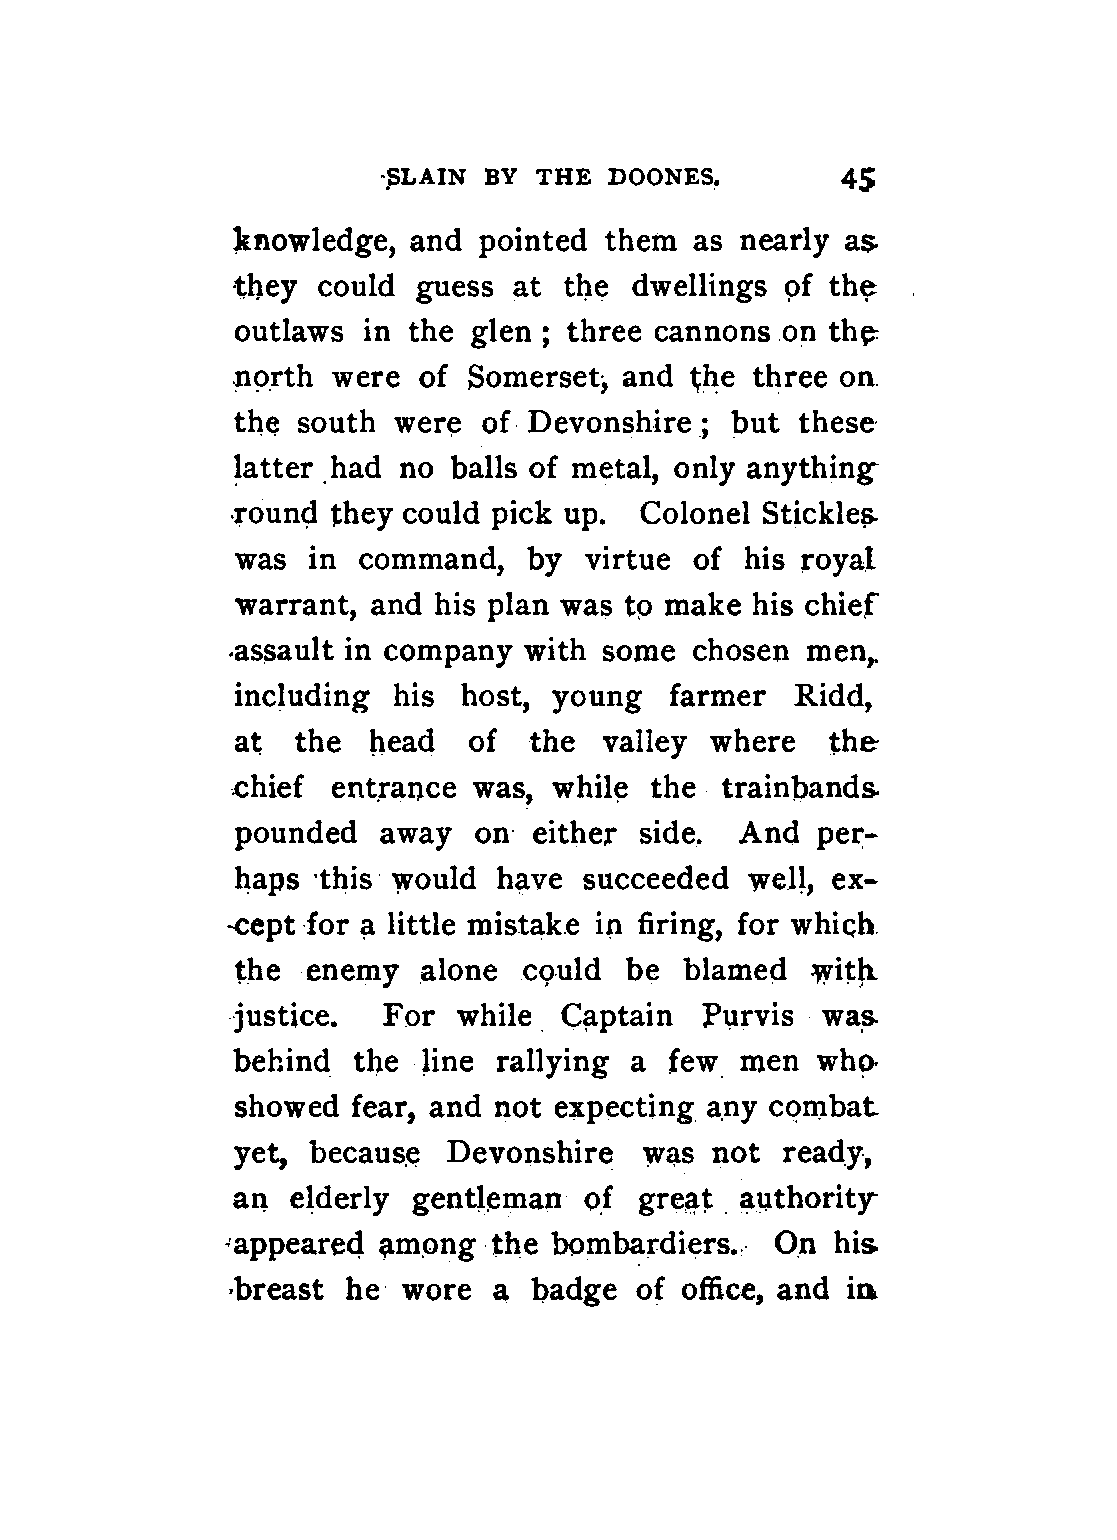 SLAIN BY THE DOONES. 45
knowledge, and pointed them as nearly as
they could guess at the dwellings of the
outlaws in the glen ; three cannons on the
north were of Somerset, and the three on
the south were of Devonshire ; but these
latter had no balls of metal, only anything
round they could pick up. Colonel Stickles
was in command, by virtue of his royal
warrant, and his plan was to make his chief
assault in company with some chosen men,
including his host, young farmer Ridd,
at the head of the valley where the
chief entrance was, while the trainbands
pounded away on either side. And per-
haps this would have succeeded well, ex-
cept for a little mistake in firing, for which
the enemy alone could be blamed with
justice. For while Captain Purvis was
behind the line rallying a few men who
showed fear, and not expecting any combat
yet, because Devonshire was not ready,
an elderly gentleman of great authority
appeared among the bombardiers. On his
breast he wore a badge of office, and in